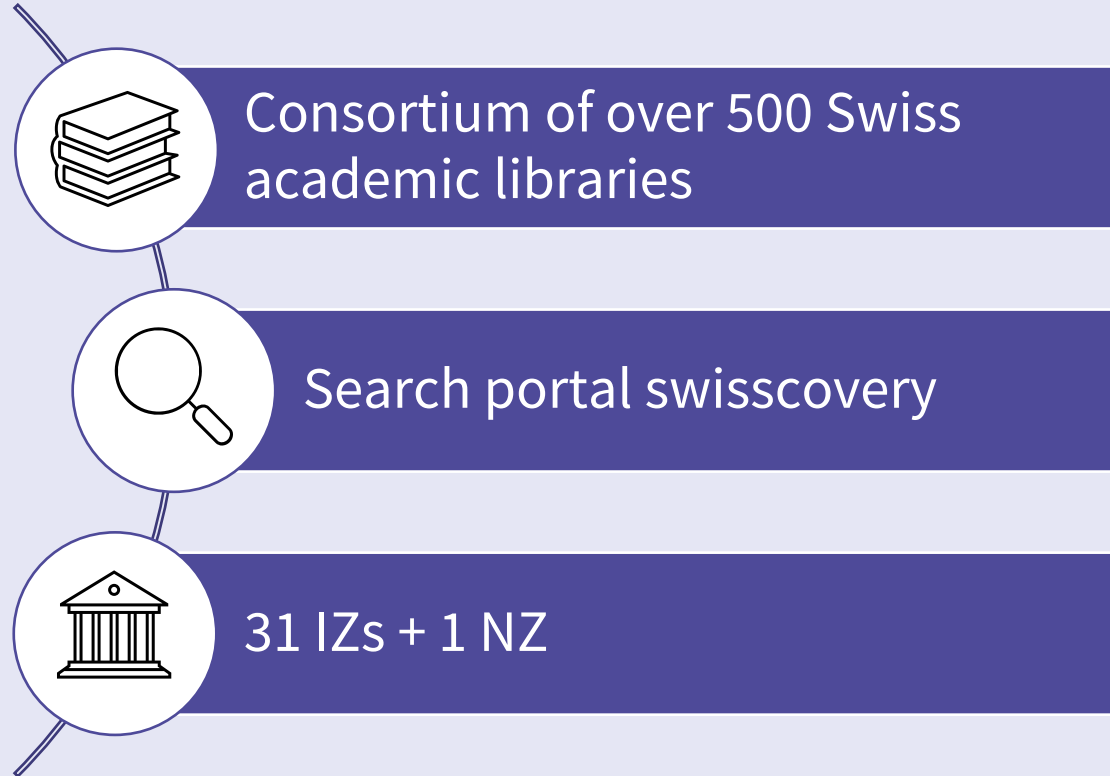 Consortium of over 500 Swiss
academic libraries
Search portal swisscovery
31 IZs + 1 NZ